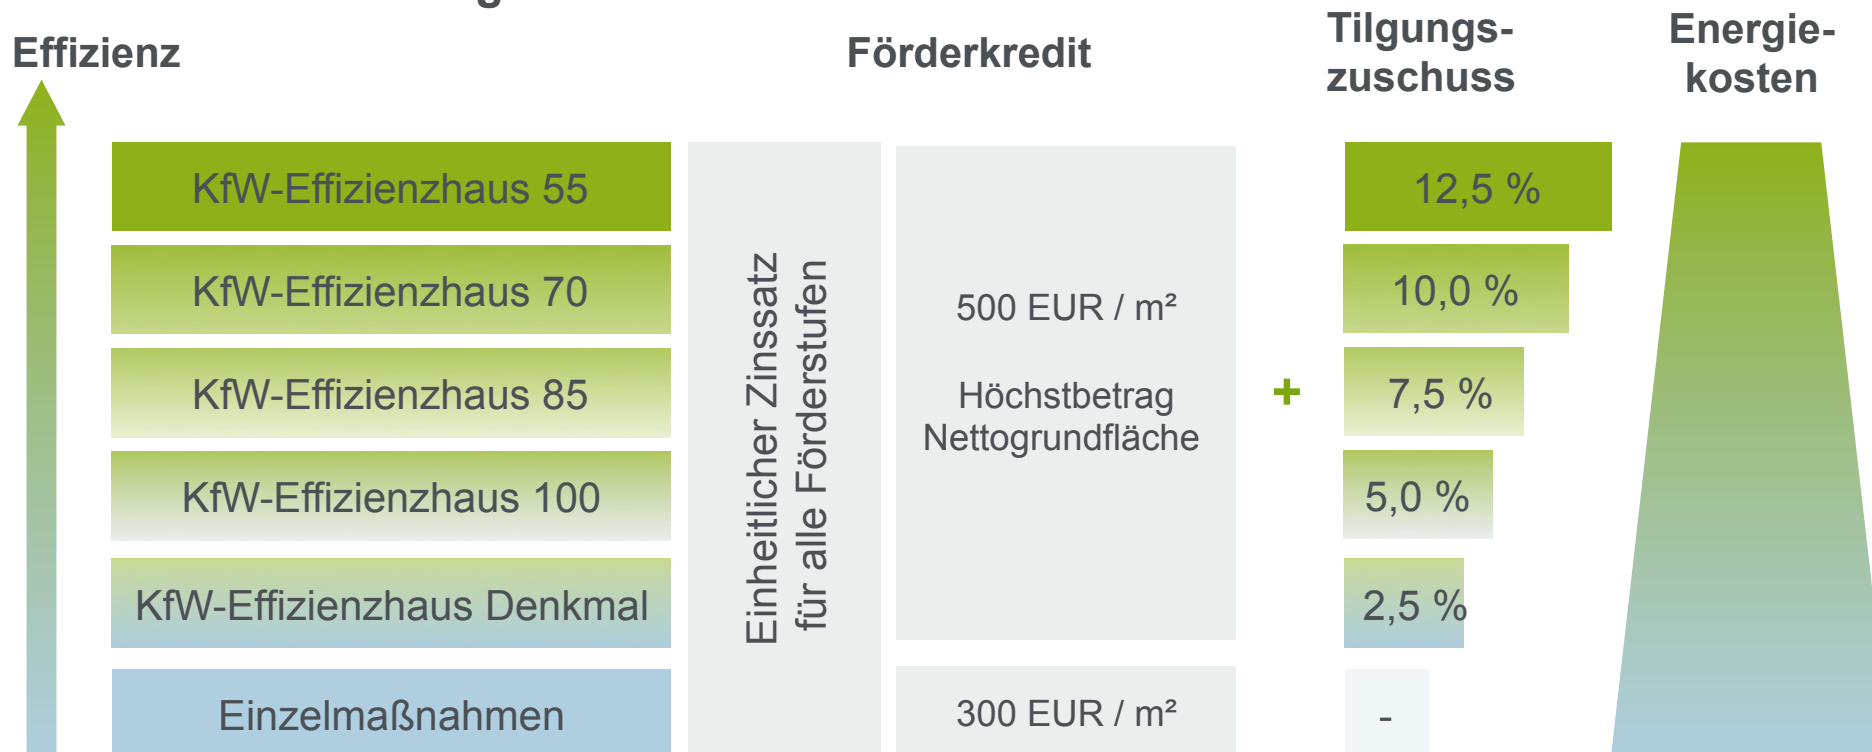 Effizienz
Förderkredit
Tilgungs-
zuschuss
Energie-
kosten
KfW-Effizienzhaus 55
KfW-Effizienzhaus 70
KfW-Effizienzhaus 85
KfW-Effizienzhaus 100
KfW-Effizienzhaus Denkmal
Einzelmaßnahmen
Einheitlicher Zinssatz
für alle Förderstufen
500 EUR / m²
Höchstbetrag
Nettogrundfläche
300 EUR / m²
+
12,5 %
10,0 %
7,5 %
5,0 %
2,5 %
-